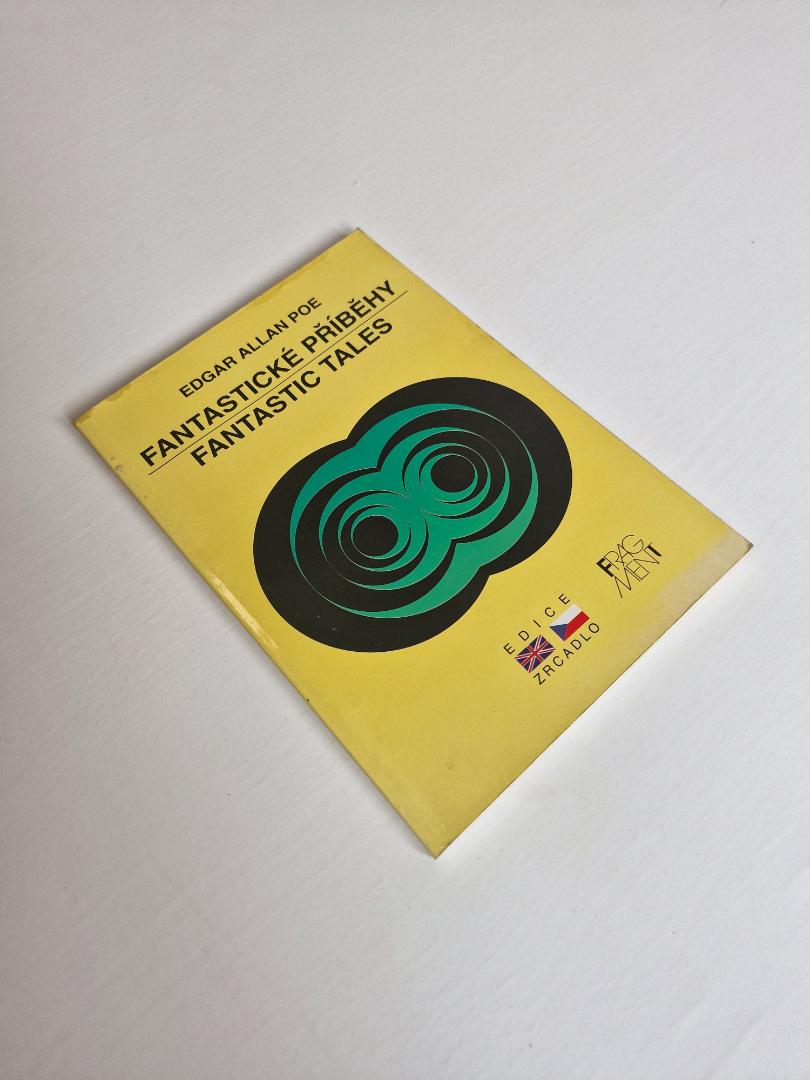 EDGAR ALLAN POE
FANTASTICKÉ PŘÍBĚHY
FANTASTIC TALES
EDICE
ZRCADLO
FRAG
MENT